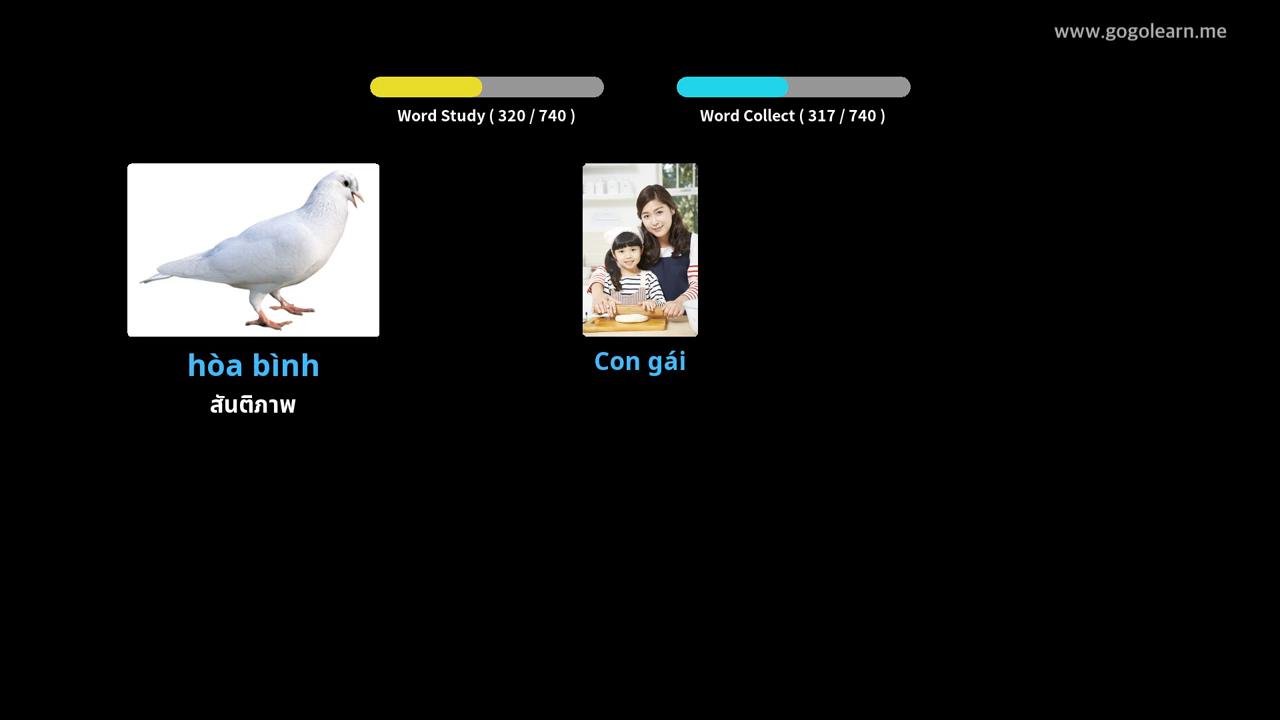 www.gogolearn.me
Word Study ( 320 / 740 )
Word Collect ( 317 / 740 )
hòa bình
สันติภาพ
Con gái